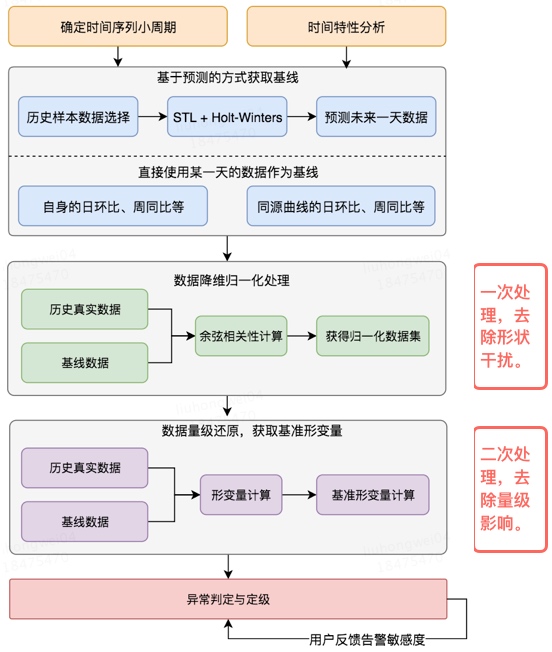 确定时间序列小周期
时间特性分析
基于预测的方式获取基线
历史样本数据选择
STL + Holt-Winters
预测未来一天数据
直接使用某一天的数据作为基线
自身的日环比、周同比等
同源曲线的日环比、周同比等
数据降维归一化处理
历史真实数据
基线数据
余弦相关性计算
获得归一化数据集
一次处
理，去
除形状
干扰。
数据量级还原，获取基准形变量
历史真实数据
基线数据
形变量计算
基准形变量计算
二次处
理，去
除量级
影响。
异常判定与定级
用户反馈告警敏感度